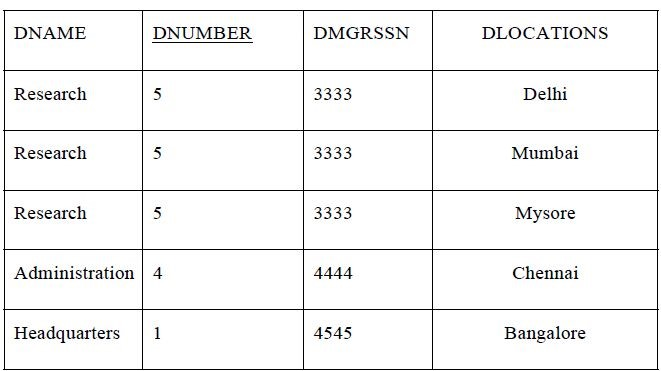 DNAME DNUMBER DMGRSSN DLOCATIONS
Research 5 3333 Delhi
Research 5 3333 Mumbai
Research 5 3333 Mysore
Administration 4 4444 Chennai
Headquarters 1 4545 Bangalore